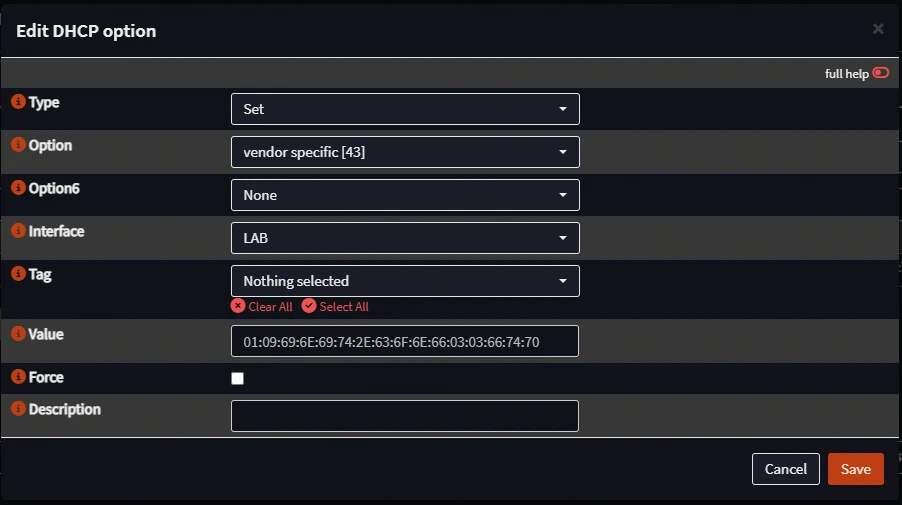 Edit DHCP option
full help
Type
Set
Option
vendor specific [43]
Option6
None
Interface
LAB
Tag
Nothing selected
Clear All Select All
Value
01:09:69:6E:69:74:2E:63:6F:6E:66:03:03:66:74:70
Force
Description
Cancel Save